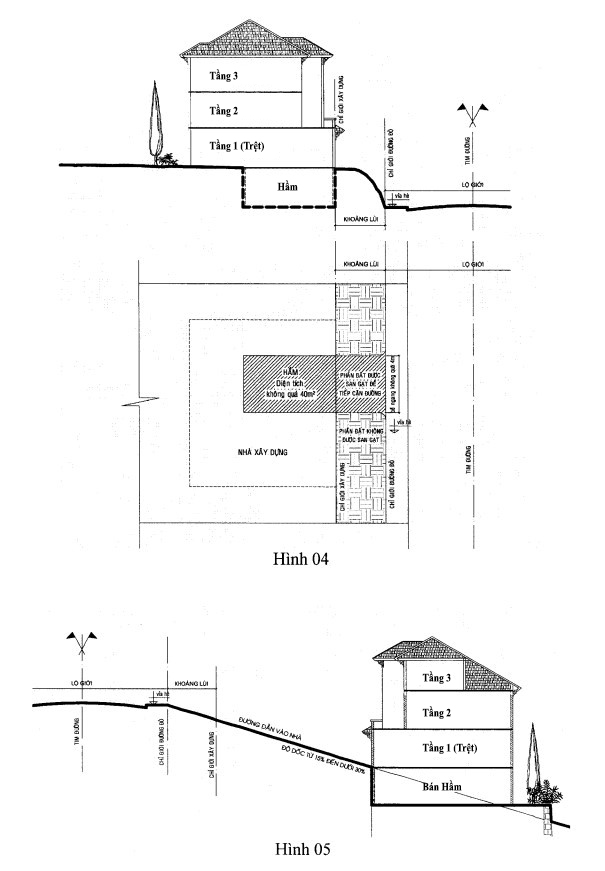 Tầng 3
Tầng 2
Tầng 1 (Trệt)
Hầm
CHỈ GIỚI XÂY DỰNG
CHỈ GIỚI ĐƯỜNG ĐỎ
TIM ĐƯỜNG
LỘ GIỚI
vỉa hè
KHOẢNG LÙI
KHOẢNG LÙI
LỘ GIỚI
HẦM
Diện tích
không quá 40m²
PHẦN ĐẤT ĐƯỢC
SAN GẠT ĐỂ
TIẾP CẬN ĐƯỜNG
ngang không quá 4m
vỉa hè
PHẦN ĐẤT KHÔNG
ĐƯỢC SAN GẠT
NHÀ XÂY DỰNG
CHỈ GIỚI XÂY DỰNG
CHỈ GIỚI ĐƯỜNG ĐỎ
TIM ĐƯỜNG
Hình 04
LỘ GIỚI
KHOẢNG LÙI
vỉa hè
TIM ĐƯỜNG
CHỈ GIỚI ĐƯỜNG ĐỎ
CHỈ GIỚI XÂY DỰNG
ĐƯỜNG DẪN VÀO NHÀ
ĐỘ DỐC TỪ 15% ĐẾN DƯỚI 30%
Tầng 3
Tầng 2
Tầng 1 (Trệt)
Bán Hầm
Hình 05